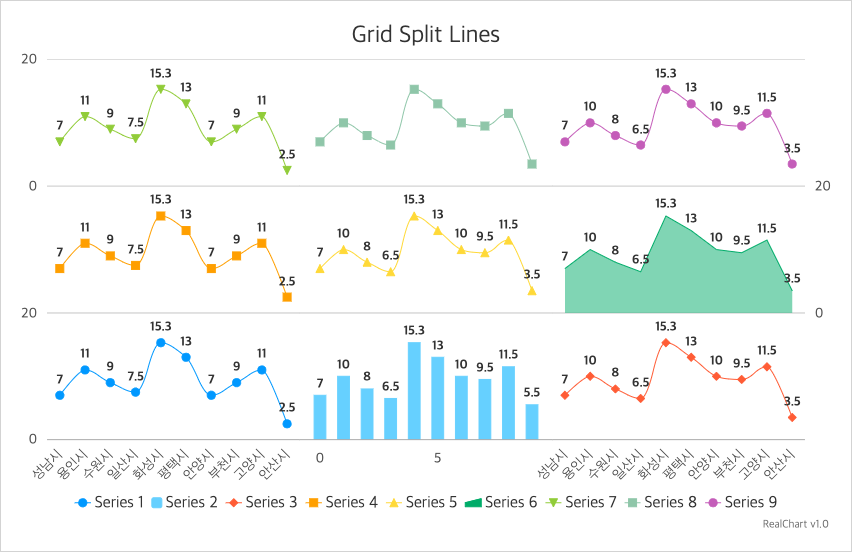 Grid Split Lines
20
15.3 15.3
11 13 11 10 13 11.5
7 9 7.5 7 9 2.5 7 8 6.5 10 9.5 3.5
0 20
15.3 15.3 15.3
11 13 11 10 13 11.5 10 13 11.5
7 9 7.5 7 9 2.5 7 8 6.5 10 9.5 3.5 7 8 6.5 10 9.5 3.5
20 0
15.3 15.3 15.3
11 13 11 10 13 11.5 10 13 11.5
7 9 7.5 7 9 2.5 7 8 6.5 10 9.5 5.5 7 8 6.5 10 9.5 3.5
0
성남시 용인시 수원시 일산시 화성시 평택시 안양시 부천시 고양시 안산시 0 5 성남시 용인시 수원시 일산시 화성시 평택시 안양시 부천시 고양시 안산시
Series 1 Series 2 Series 3 Series 4 Series 5 Series 6 Series 7 Series 8 Series 9
RealChart v1.0